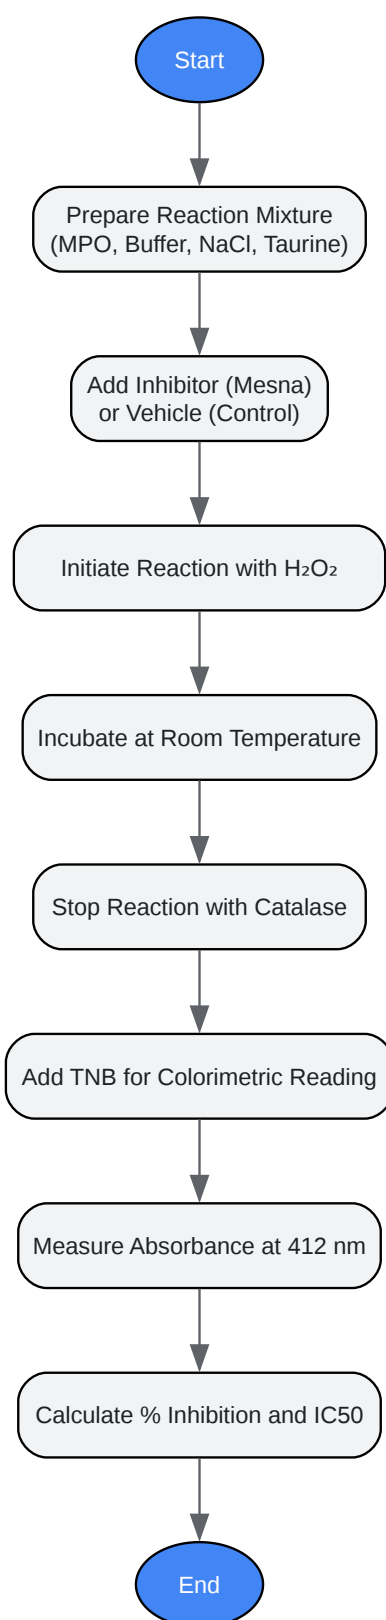 Start
Prepare Reaction Mixture
(MPO, Buffer, NaCl, Taurine)
Add Inhibitor (Mesna)
or Vehicle (Control)
Initiate Reaction with H₂O₂
Incubate at Room Temperature
Stop Reaction with Catalase
Add TNB for Colorimetric Reading
Measure Absorbance at 412 nm
Calculate % Inhibition and IC50
End